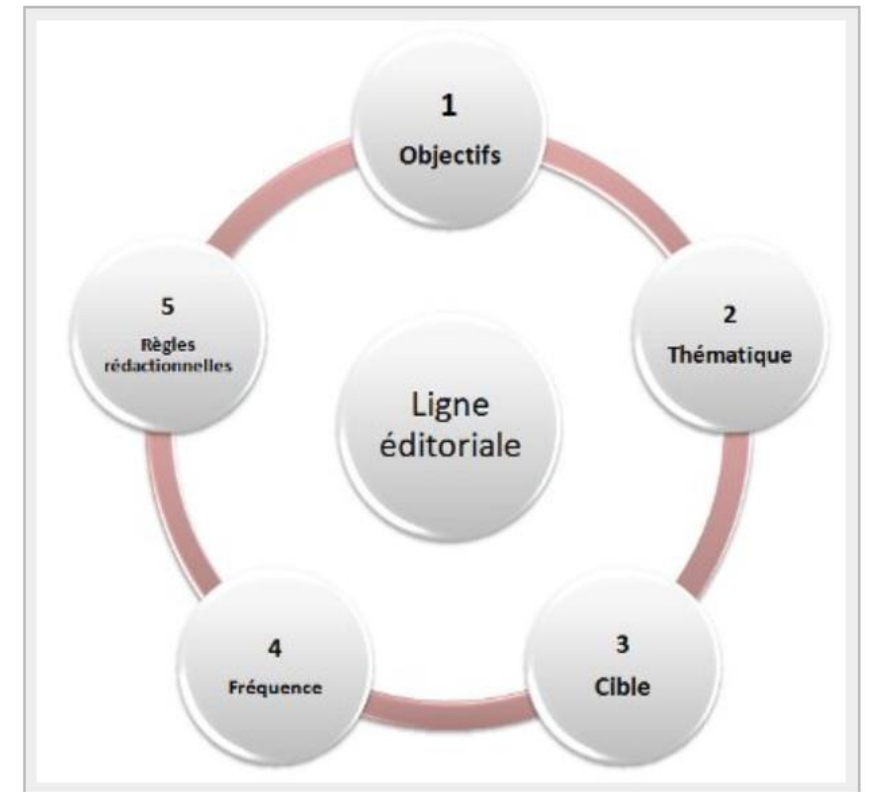 1
Objectifs
2
Thématique
3
Cible
4
Fréquence
5
Règles
rédactionnelles
Ligne
éditoriale